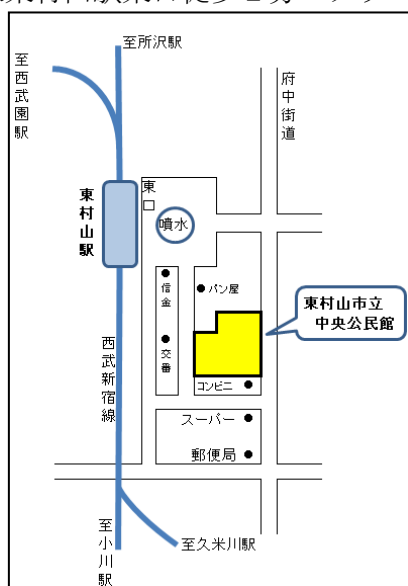 至所沢駅
至西武園駅
府中街道
東口
東村山駅
噴水
信金
パン屋
東村山市立
中央公民館
交番
西武新宿線
コンビニ
スーパー
郵便局
至小川駅
至久米川駅